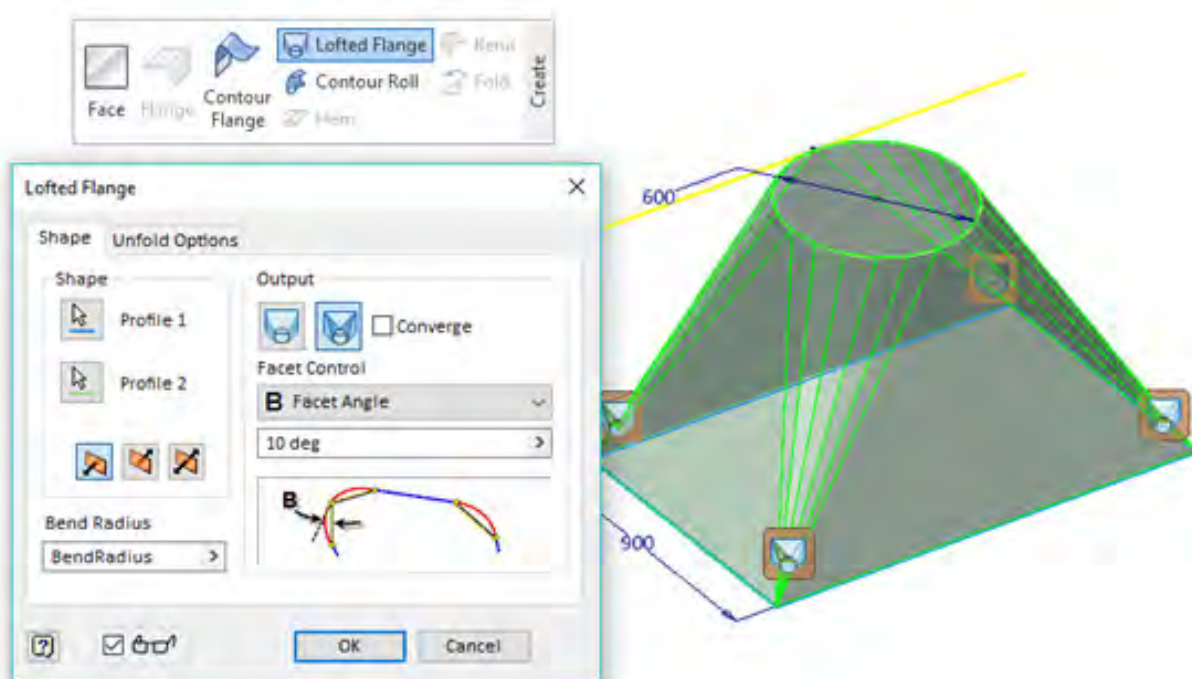 Lofted Flange
Bend
Face
Flange
Contour
Flange
Contour Roll
Fold
Hem
Create
Lofted Flange
Shape
Unfold Options
Shape
Profile 1
Profile 2
Bend Radius
BendRadius
Output
Converge
Facet Control
B Facet Angle
10 deg
B
OK
Cancel
600
900